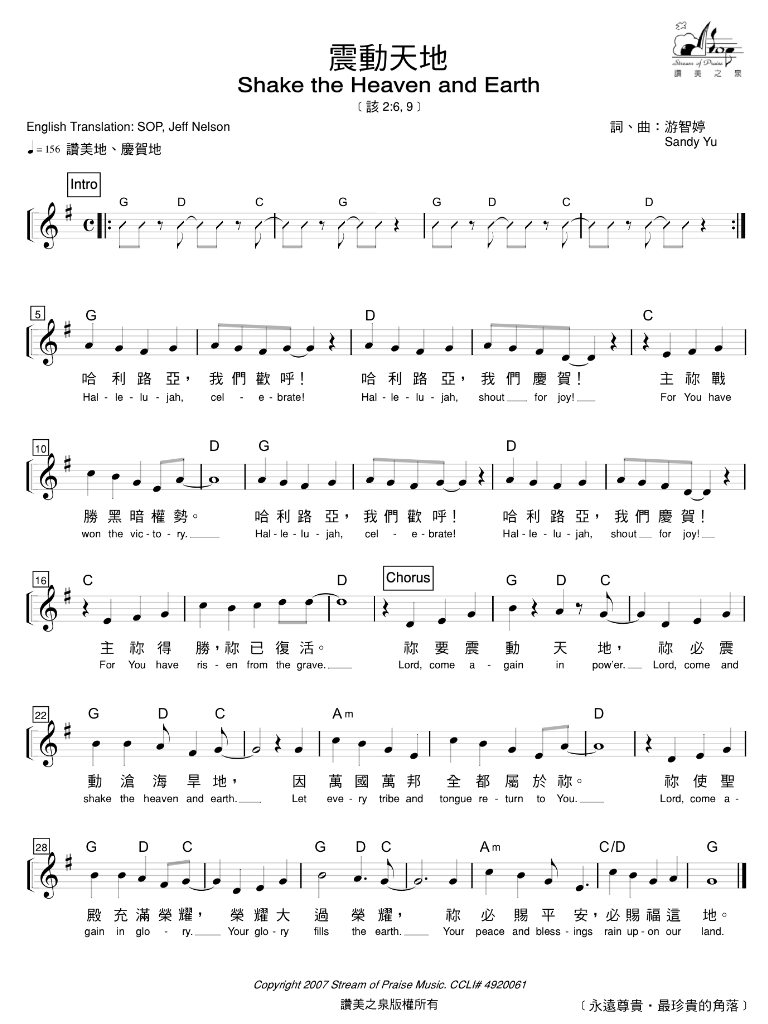 Stream of Praise
讚美之泉
震動天地
Shake the Heaven and Earth
﹝該 2:6, 9﹞
English Translation: SOP, Jeff Nelson
詞、曲：游智婷
Sandy Yu
♩= 156 讚美地、慶賀地
Intro
G D C G G D C D
5
G D C
哈 利 路 亞， 我 們 歡 呼！ 哈 利 路 亞， 我 們 慶 賀！ 主 祢 戰
Hal - le - lu - jah, cel - e - brate! Hal - le - lu - jah, shout ___ for joy! ___ For You have
10
D G D
勝 黑 暗 權 勢。 哈 利 路 亞， 我 們 歡 呼！ 哈 利 路 亞， 我 們 慶 賀！
won the vic - to - ry. ___ Hal - le - lu - jah, cel - e - brate! Hal - le - lu - jah, shout ___ for joy! ___
16
C D Chorus G D C
主 祢 得 勝，祢 已 復 活。 祢 要 震 動 天 地， 祢 必 震
For You have ris - en from the grave. ___ Lord, come a - gain in pow'er. ___ Lord, come and
22
G D C Am D
動 滄 海 旱 地， 因 萬 國 萬 邦 全 都 屬 於 祢。 祢 使 聖
shake the heaven and earth. ___ Let eve - ry tribe and tongue re - turn to You. ___ Lord, come a -
28
G D C G D C Am C/D G
殿 充 滿 榮 耀， 榮 耀 大 過 榮 耀， 祢 必 賜 平 安，必 賜 福 這 地。
gain in glo - ry. ___ Your glo - ry fills the earth. ___ Your peace and bless - ings rain up - on our land.
Copyright 2007 Stream of Praise Music. CCLI# 4920061
讚美之泉版權所有
﹝永遠尊貴・最珍貴的角落﹞